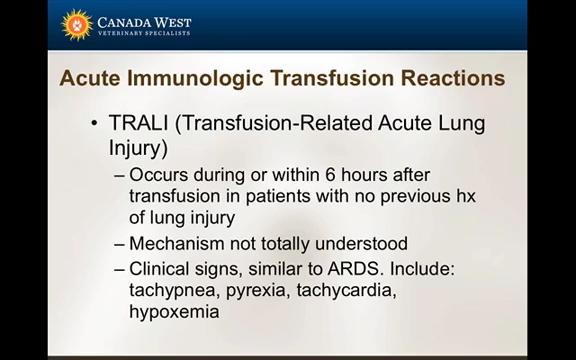 CANADA WEST
VETERINARY SPECIALISTS
Acute Immunologic Transfusion Reactions
• TRALI (Transfusion-Related Acute Lung
Injury)
– Occurs during or within 6 hours after
transfusion in patients with no previous hx
of lung injury
– Mechanism not totally understood
– Clinical signs, similar to ARDS. Include:
tachypnea, pyrexia, tachycardia,
hypoxemia